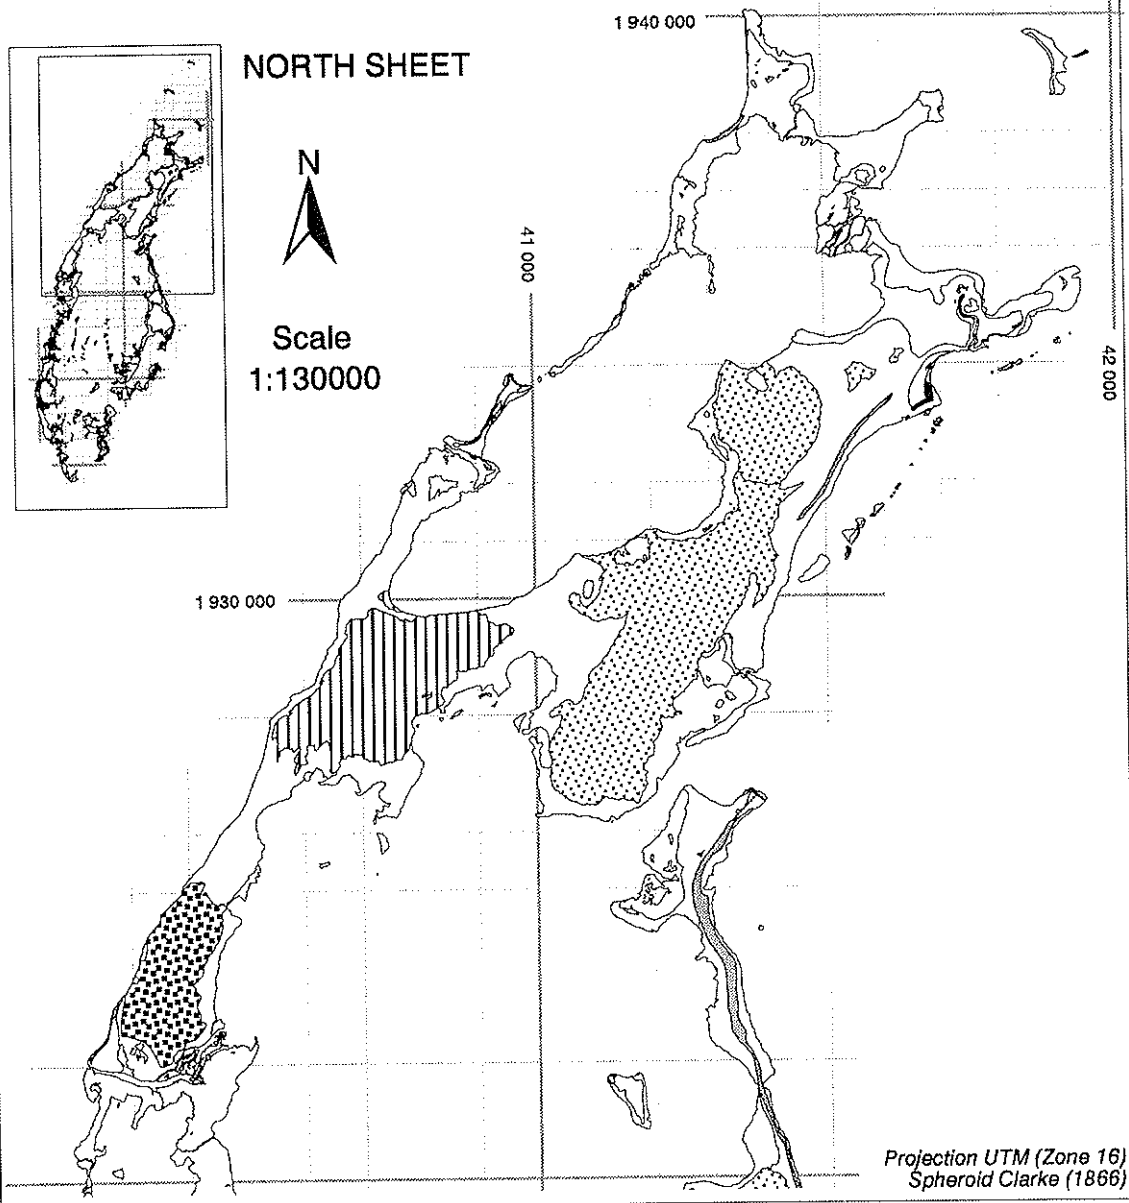 1 940 000
NORTH SHEET
N
41 000
Scale
1:130000
42 000
1 930 000
Projection UTM (Zone 16)
Spheroid Clarke (1866)